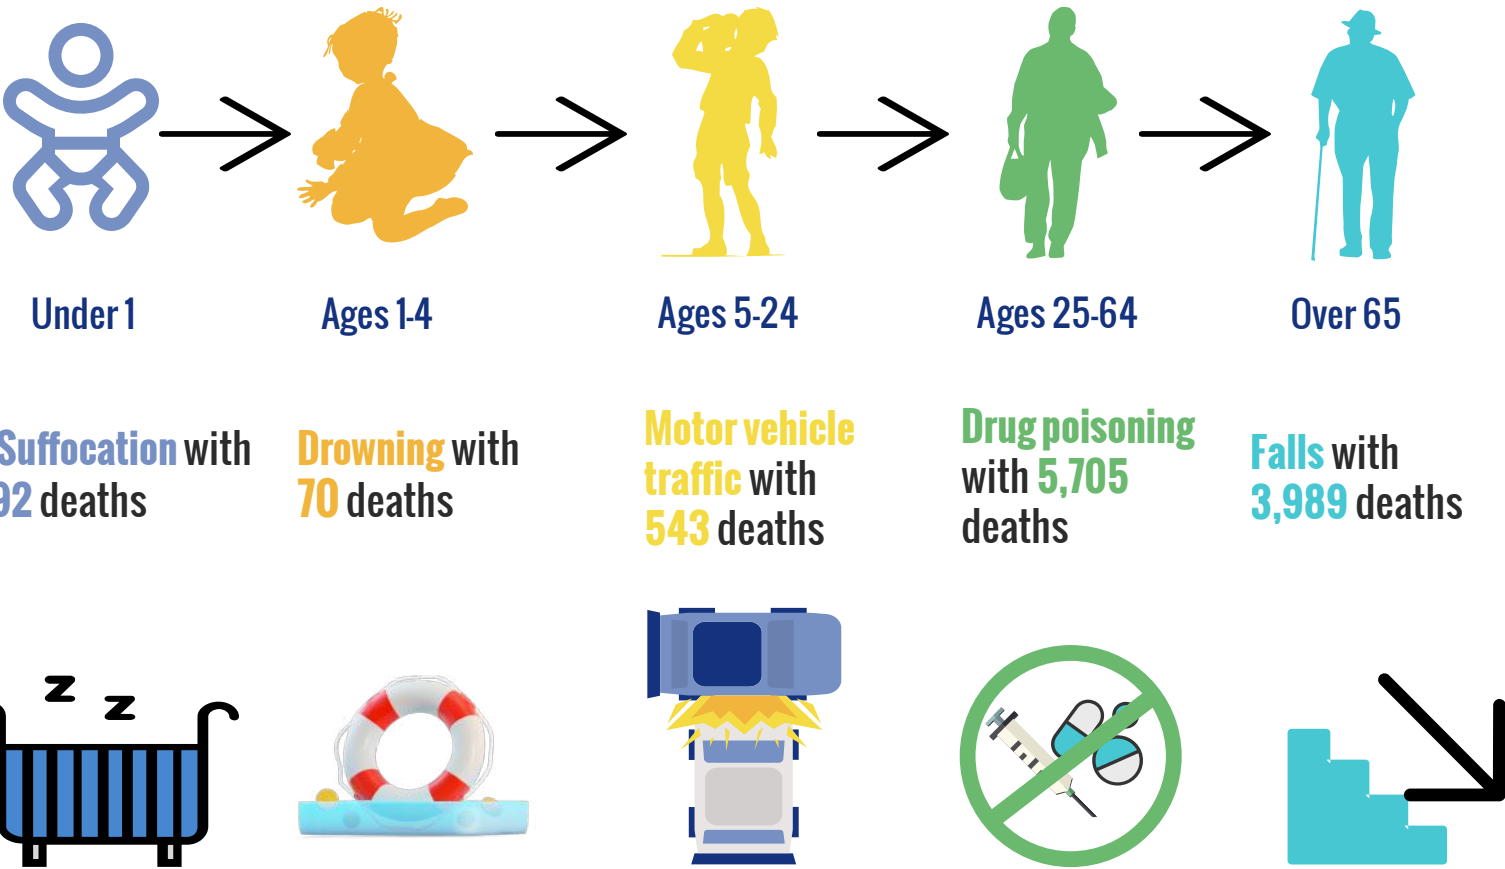 Under 1
Ages 1-4
Ages 5-24
Ages 25-64
Over 65
Suffocation with
92 deaths
Drowning with
70 deaths
Motor vehicle
traffic with
543 deaths
Drug poisoning
with 5,705
deaths
Falls with
3,989 deaths
z z